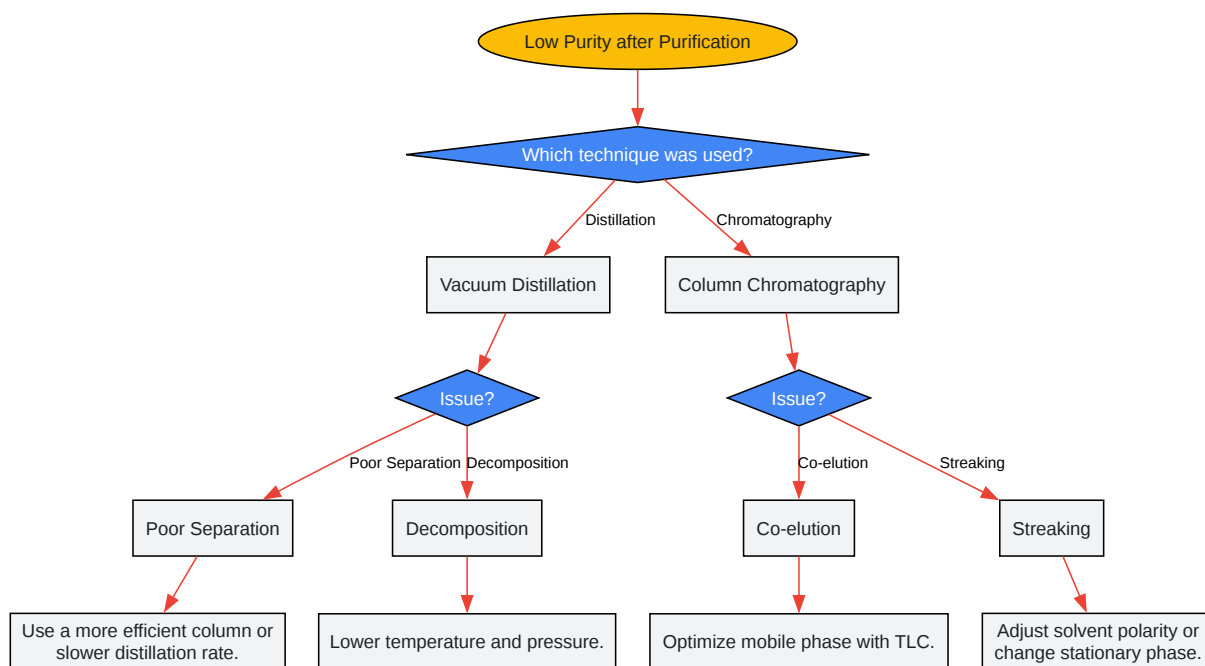 Low Purity after Purification
Which technique was used?
Distillation
Chromatography
Vacuum Distillation
Column Chromatography
Issue?
Issue?
Poor Separation
Decomposition
Co-elution
Streaking
Poor Separation
Decomposition
Co-elution
Streaking
Use a more efficient column or
slower distillation rate.
Lower temperature and pressure.
Optimize mobile phase with TLC.
Adjust solvent polarity or
change stationary phase.